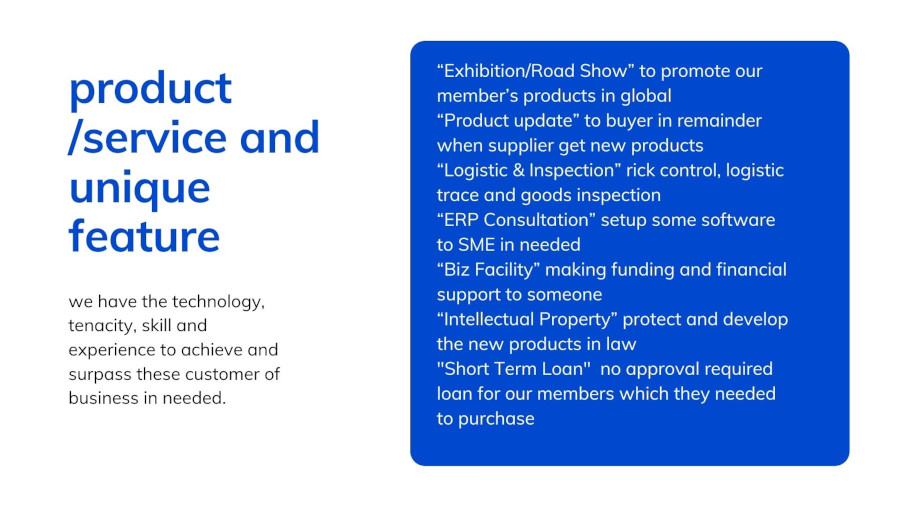 product
/service and
unique
feature
we have the technology,
tenacity, skill and
experience to achieve and
surpass these customer of
business in needed.
“Exhibition/Road Show” to promote our
member’s products in global
“Product update” to buyer in remainder
when supplier get new products
“Logistic & Inspection” rick control, logistic
trace and goods inspection
“ERP Consultation” setup some software
to SME in needed
“Biz Facility” making funding and financial
support to someone
“Intellectual Property” protect and develop
the new products in law
"Short Term Loan"  no approval required
loan for our members which they needed
to purchase